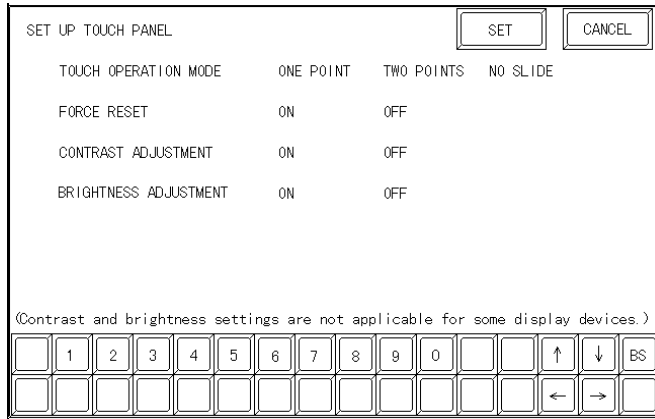 SET UP TOUCH PANEL SET CANCEL
TOUCH OPERATION MODE ONE POINT TWO POINTS NO SLIDE
FORCE RESET ON OFF
CONTRAST ADJUSTMENT ON OFF
BRIGHTNESS ADJUSTMENT ON OFF
(Contrast and brightness settings are not applicable for some display devices.)
1 2 3 4 5 6 7 8 9 0 ↑ ↓ BS
← →